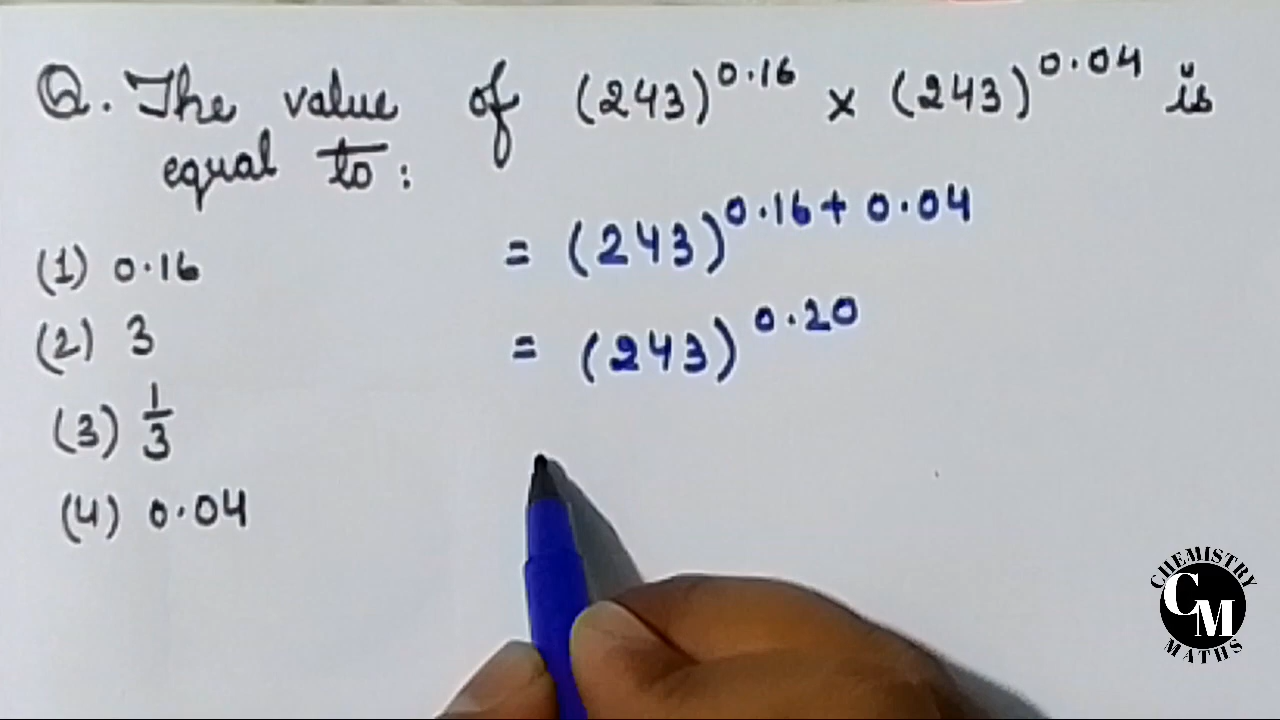 Q. The value of (243)^0.16 × (243)^0.04 is
equal to:
= (243)^0.16+0.04
(1) 0.16
= (243)^0.20
(2) 3
(3) 1/3
(4) 0.04
CHEMISTRY
CM
MATHS